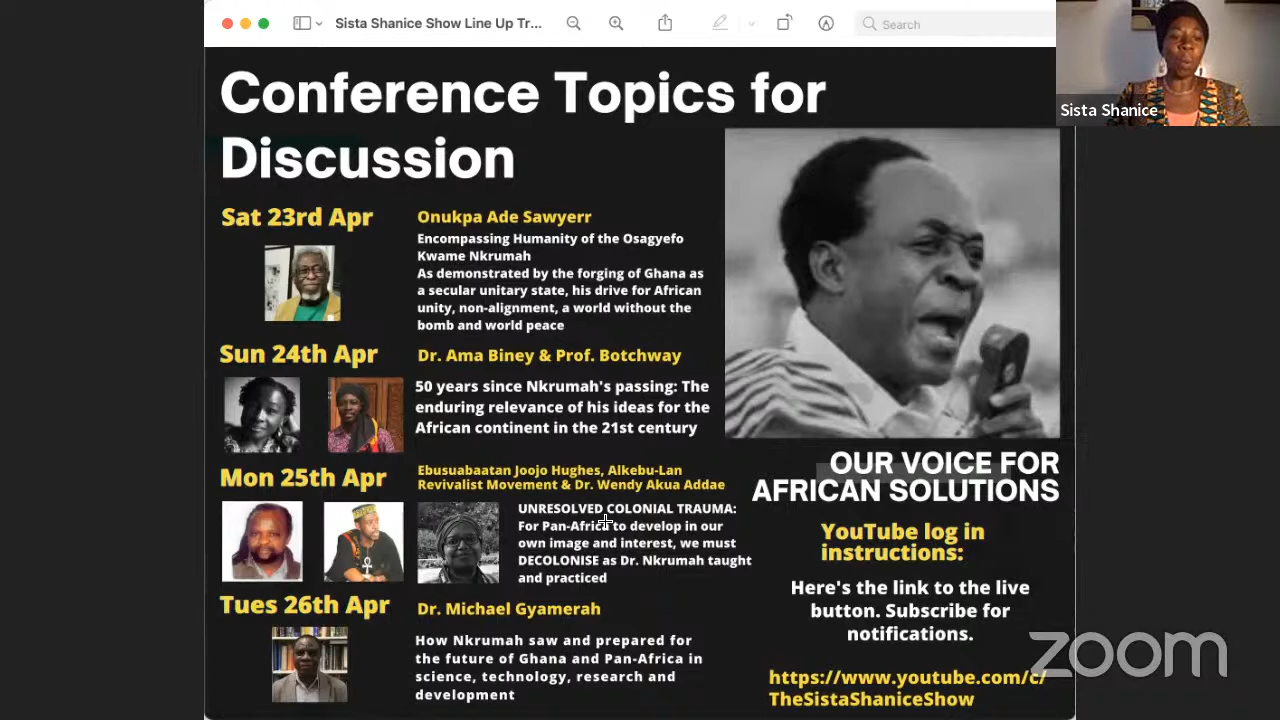 Sista Shanice Show Line Up Tr...
Search
Sista Shanice
Conference Topics for
Discussion
Sat 23rd Apr
Onukpa Ade Sawyerr
Encompassing Humanity of the Osagyefo
Kwame Nkrumah
As demonstrated by the forging of Ghana as
a secular unitary state, his drive for African
unity, non-alignment, a world without the
bomb and world peace
Sun 24th Apr
Dr. Ama Biney & Prof. Botchway
50 years since Nkrumah's passing: The
enduring relevance of his ideas for the
African continent in the 21st century
Mon 25th Apr
Ebusuabaatan Joojo Hughes, Alkebu-Lan
Revivalist Movement & Dr. Wendy Akua Addae
UNRESOLVED COLONIAL TRAUMA:
For Pan-Africa to develop in our
own image and interest, we must
DECOLONISE as Dr. Nkrumah taught
and practiced
Tues 26th Apr
Dr. Michael Gyamerah
How Nkrumah saw and prepared for
the future of Ghana and Pan-Africa in
science, technology, research and
development
OUR VOICE FOR
AFRICAN SOLUTIONS
YouTube log in
instructions:
Here's the link to the live
button. Subscribe for
notifications.
https://www.youtube.com/c/
TheSistaShaniceShow
zoom